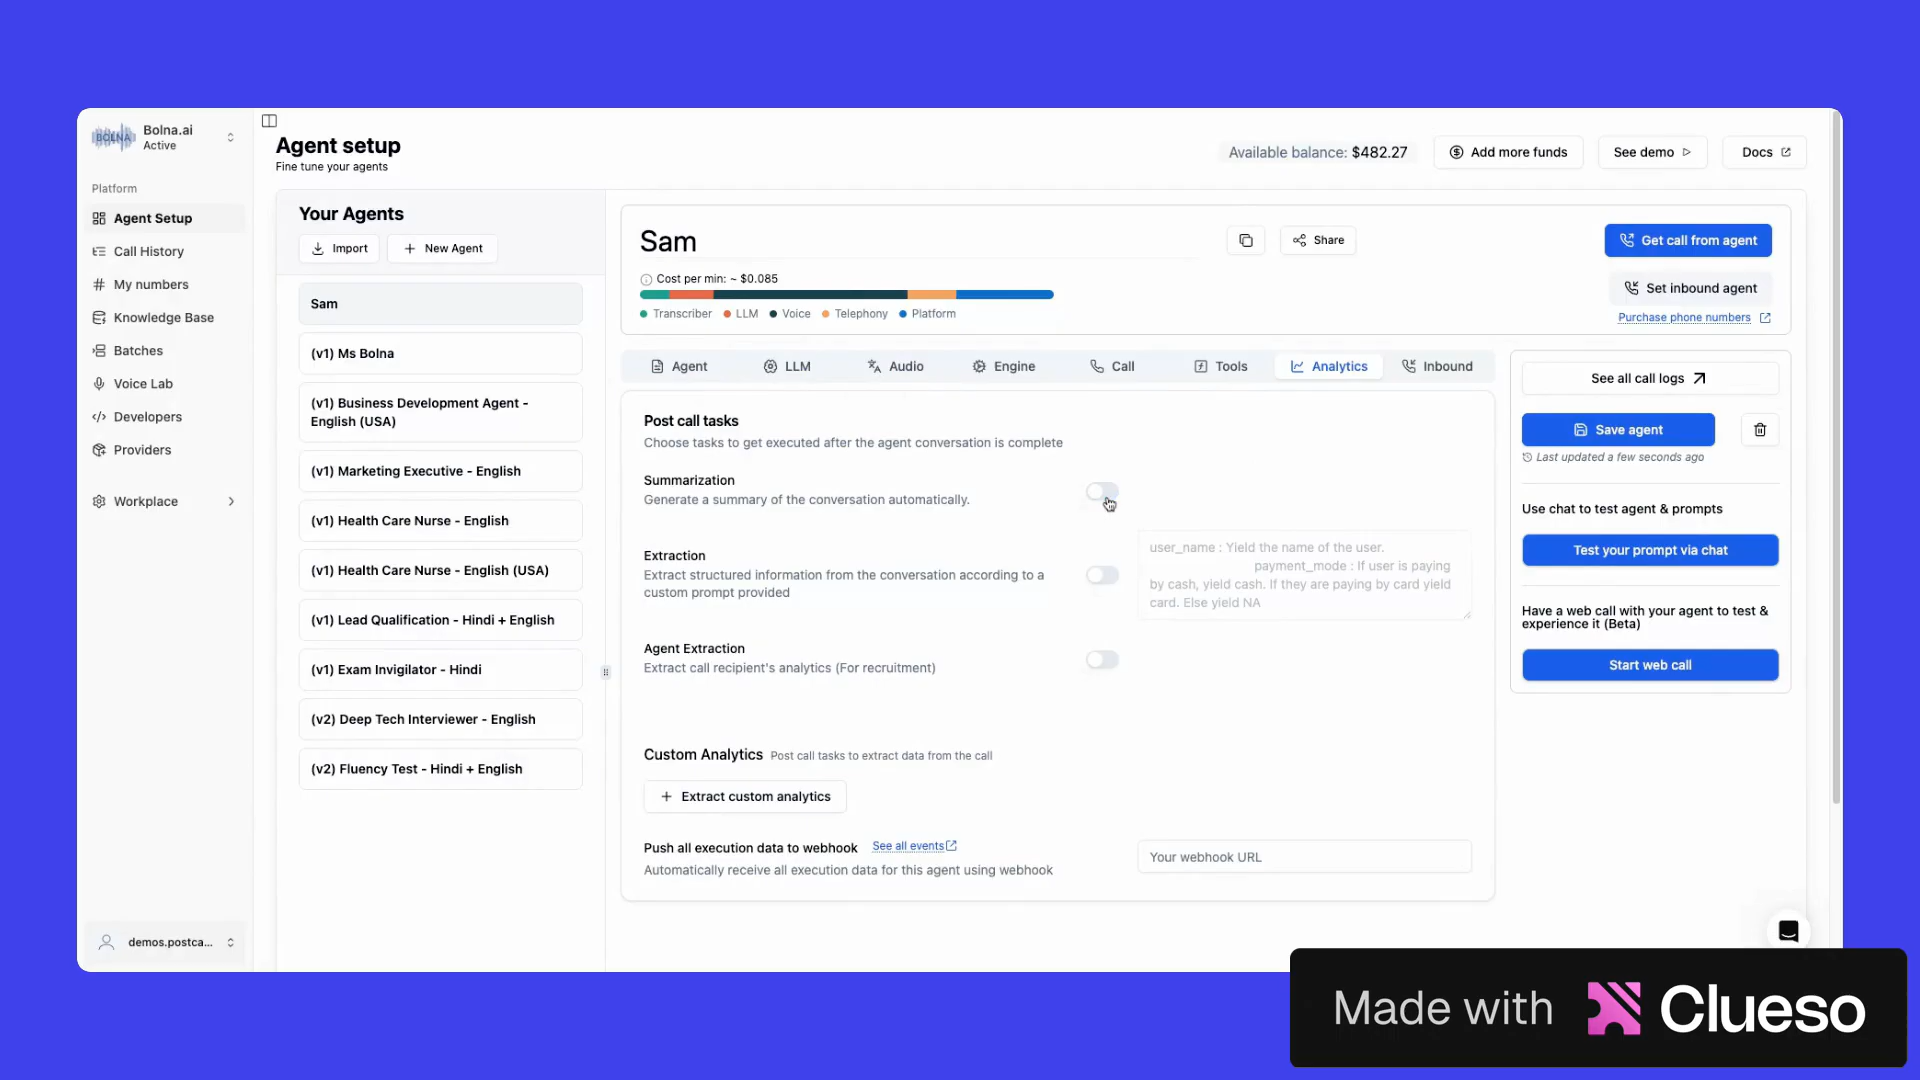 BOLNA
Bolna.ai
Active
Platform
Agent Setup
Call History
My numbers
Knowledge Base
Batches
Voice Lab
Developers
Providers
Workplace
demos.postca...
Agent setup
Fine tune your agents
Available balance: $482.27
Add more funds
See demo
Docs
Your Agents
Import
New Agent
Sam
(v1) Ms Bolna
(v1) Business Development Agent -
English (USA)
(v1) Marketing Executive - English
(v1) Health Care Nurse - English
(v1) Health Care Nurse - English (USA)
(v1) Lead Qualification - Hindi + English
(v1) Exam Invigilator - Hindi
(v2) Deep Tech Interviewer - English
(v2) Fluency Test - Hindi + English
Sam
Share
Cost per min: ~ $0.085
Transcriber LLM Voice Telephony Platform
Get call from agent
Set inbound agent
Purchase phone numbers
Agent LLM Audio Engine Call Tools Analytics Inbound
Post call tasks
Choose tasks to get executed after the agent conversation is complete
Summarization
Generate a summary of the conversation automatically.
Extraction
Extract structured information from the conversation according to a
custom prompt provided
user_name : Yield the name of the user.
payment_mode : If user is paying
by cash, yield cash. If they are paying by card yield
card. Else yield NA
Agent Extraction
Extract call recipient's analytics (For recruitment)
Custom Analytics Post call tasks to extract data from the call
Extract custom analytics
Push all execution data to webhook See all events
Automatically receive all execution data for this agent using webhook
Your webhook URL
See all call logs
Save agent
Last updated a few seconds ago
Use chat to test agent & prompts
Test your prompt via chat
Have a web call with your agent to test &
experience it (Beta)
Start web call
Made with Clueso